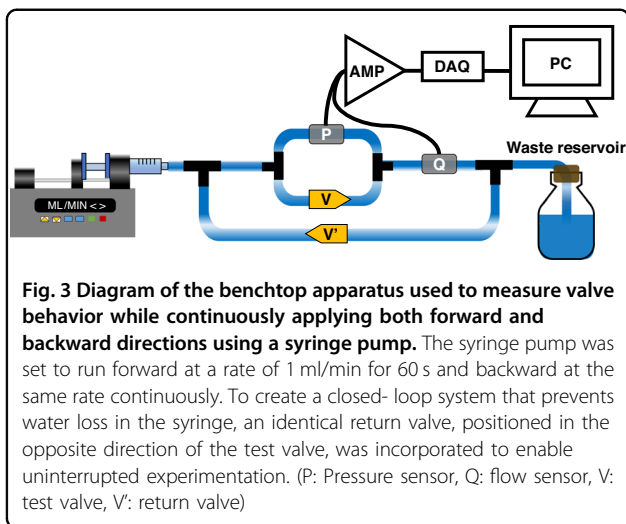 AMP
DAQ
PC
P
Waste reservoir
Q
ML/MIN < >
V
V'
Fig. 3 Diagram of the benchtop apparatus used to measure valve
behavior while continuously applying both forward and
backward directions using a syringe pump. The syringe pump was
set to run forward at a rate of 1 ml/min for 60 s and backward at the
same rate continuously. To create a closed- loop system that prevents
water loss in the syringe, an identical return valve, positioned in the
opposite direction of the test valve, was incorporated to enable
uninterrupted experimentation. (P: Pressure sensor, Q: flow sensor, V:
test valve, V': return valve)